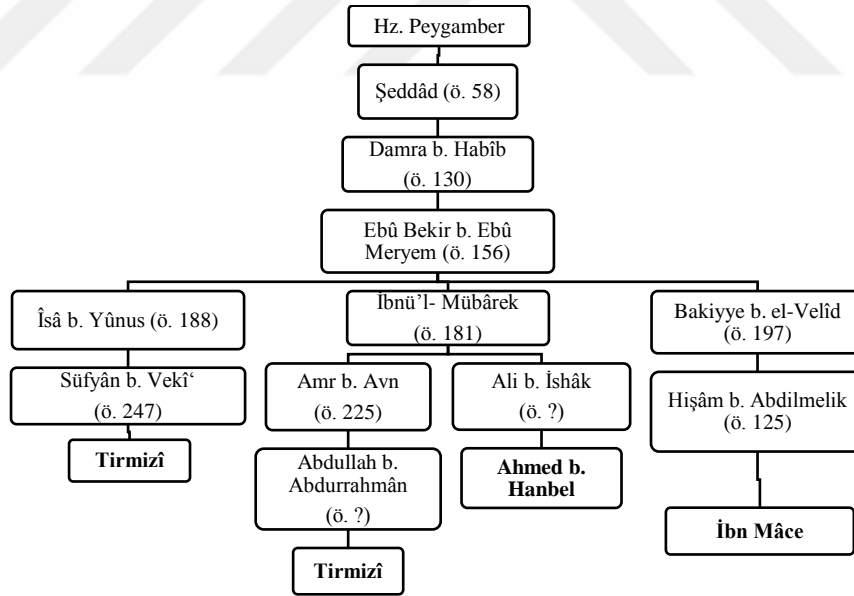 Hz. Peygamber
Şeddâd (ö. 58)
Damra b. Habîb
(ö. 130)
Ebû Bekir b. Ebû
Meryem (ö. 156)
Îsâ b. Yûnus (ö. 188)
İbnü’l- Mübârek
(ö. 181)
Bakiyye b. el-Velîd
(ö. 197)
Süfyân b. Vekî‘
(ö. 247)
Amr b. Avn
(ö. 225)
Ali b. İshâk
(ö. ?)
Hişâm b. Abdilmelik
(ö. 125)
Tirmizî
Abdullah b.
Abdurrahmân
(ö. ?)
Ahmed b.
Hanbel
İbn Mâce
Tirmizî